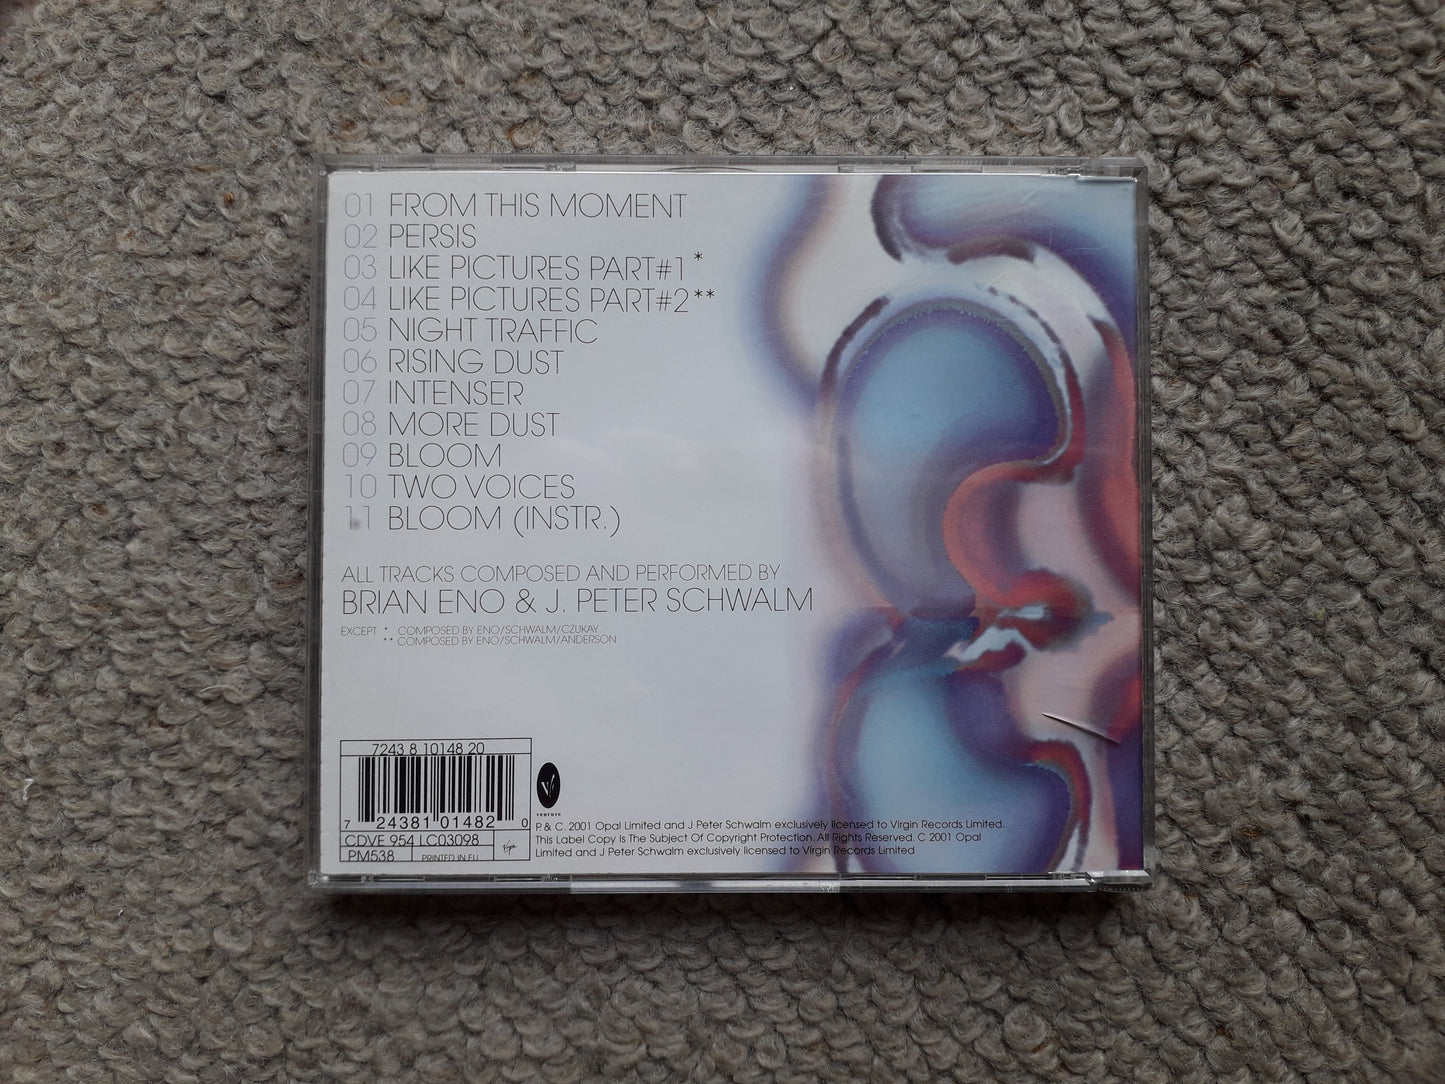 01 FROM THIS MOMENT
02 PERSIS
03 LIKE PICTURES PART#1*
04 LIKE PICTURES PART#2**
05 NIGHT TRAFFIC
06 RISING DUST
07 INTENSER
08 MORE DUST
09 BLOOM
10 TWO VOICES
11 BLOOM (INSTR.)
ALL TRACKS COMPOSED AND PERFORMED BY
BRIAN ENO & J. PETER SCHWALM
EXCEPT * COMPOSED BY ENO/SCHWALM/CZUKAY
** COMPOSED BY ENO/SCHWALM/ANDERSON
7243 8 10148 20
7 24381 01482 0
CDVE 954 LC03098
PM538 PRINTED IN EU
Virgin
venture
P & C. 2001 Opal Limited and J Peter Schwalm exclusively licensed to Virgin Records Limited.
This Label Copy Is The Subject Of Copyright Protection. All Rights Reserved. C 2001 Opal
Limited and J Peter Schwalm exclusively licensed to Virgin Records Limited